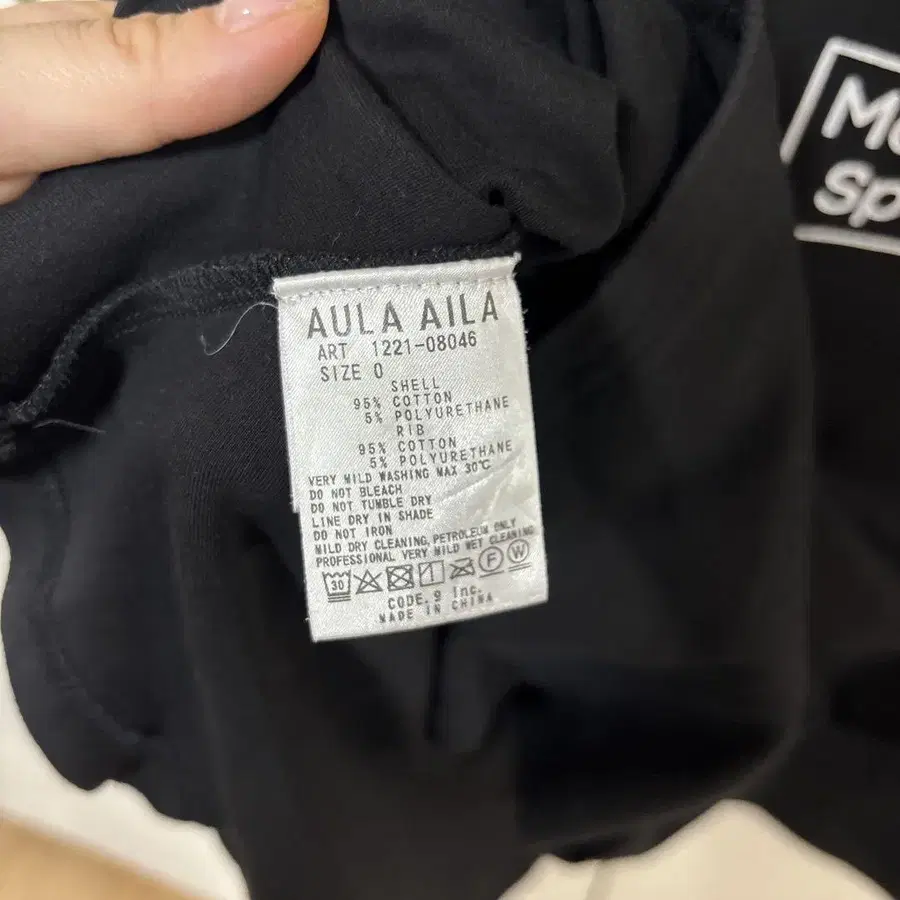 AULA AILA
ART 1221-08046
SIZE 0
SHELL
95% COTTON
5% POLYURETHANE
RIB
95% COTTON
5% POLYURETHANE
VERY MILD WASHING MAX 30℃
DO NOT BLEACH
DO NOT TUMBLE DRY
LINE DRY IN SHADE
DO NOT IRON
MILD DRY CLEANING, PETROLEUM ONLY
PROFESSIONAL VERY MILD WET CLEANING
30 F W
CODE.9 Inc.
MADE IN CHINA
Sp